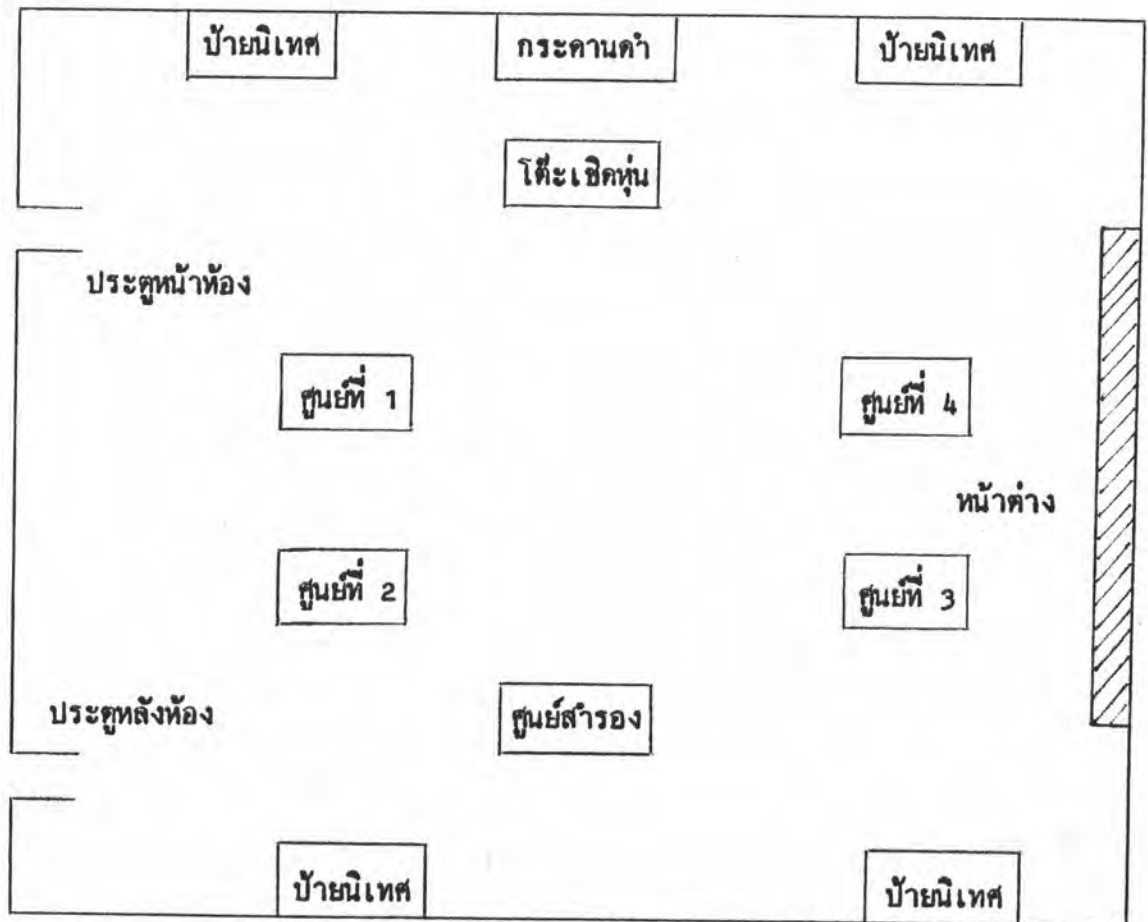 ป้ายนิเทศ กระดานดำ ป้ายนิเทศ
โต๊ะเชิดหุ่น
ประตูหน้าห้อง
ศูนย์ที่ 1 ศูนย์ที่ 4
หน้าต่าง
ศูนย์ที่ 2 ศูนย์ที่ 3
ประตูหลังห้อง ศูนย์สำรอง
ป้ายนิเทศ ป้ายนิเทศ